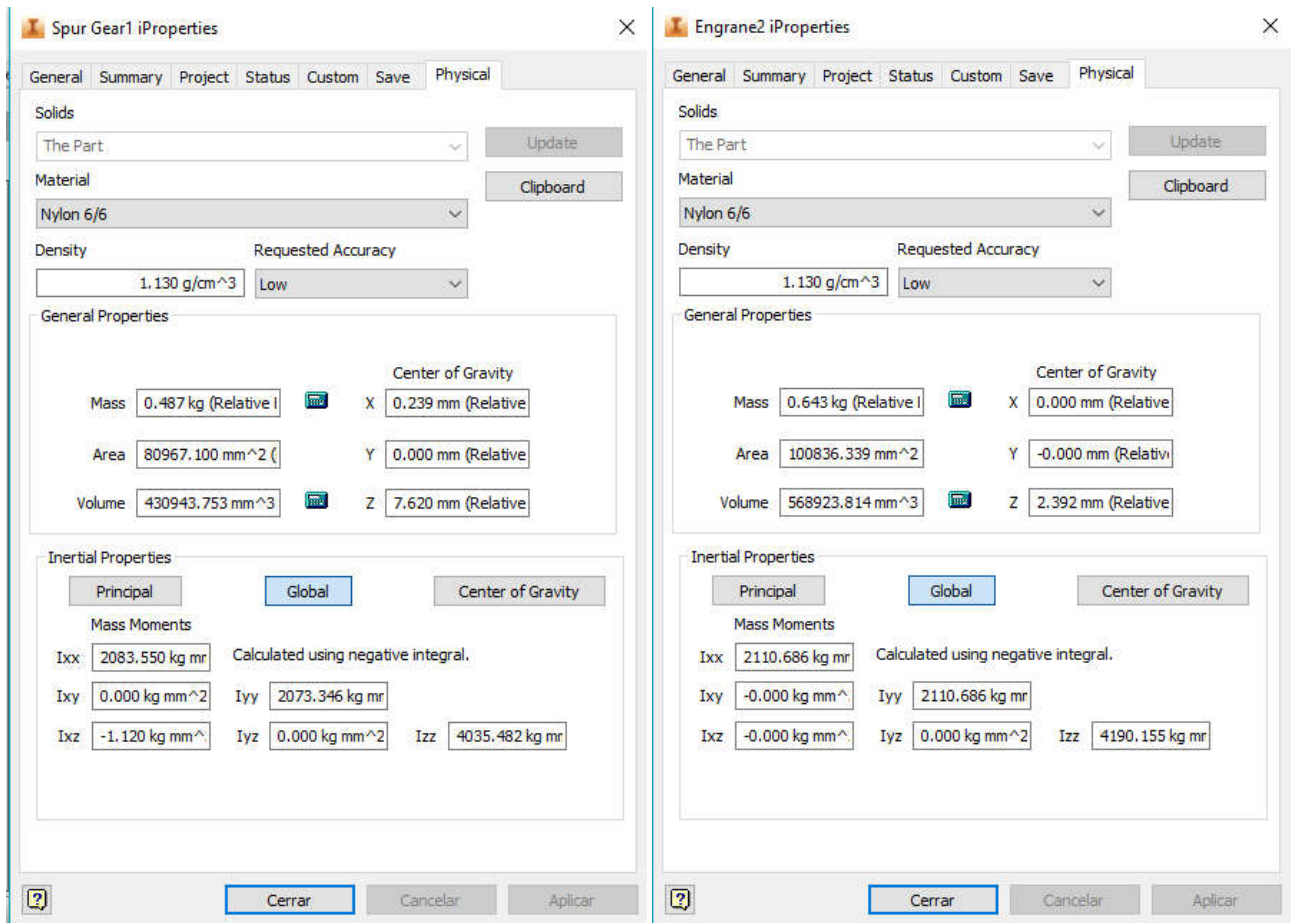 Spur Gear1 iProperties
General Summary Project Status Custom Save Physical
Solids
The Part
Update
Material
Clipboard
Nylon 6/6
Density Requested Accuracy
1.130 g/cm^3 Low
General Properties
Center of Gravity
Mass 0.487 kg (Relative X 0.239 mm (Relative
Area 80967.100 mm^2 ( Y 0.000 mm (Relative
Volume 430943.753 mm^3 Z 7.620 mm (Relative
Inertial Properties
Principal Global Center of Gravity
Mass Moments
Ixx 2083.550 kg mr Calculated using negative integral.
Ixy 0.000 kg mm^2 Iyy 2073.346 kg mr
Ixz -1.120 kg mm^ Iyz 0.000 kg mm^2 Izz 4035.482 kg mr
? Cerrar Cancelar Aplicar
Engrane2 iProperties
General Summary Project Status Custom Save Physical
Solids
The Part
Update
Material
Clipboard
Nylon 6/6
Density Requested Accuracy
1.130 g/cm^3 Low
General Properties
Center of Gravity
Mass 0.643 kg (Relative X 0.000 mm (Relative
Area 100836.339 mm^2 Y -0.000 mm (Relativ
Volume 568923.814 mm^3 Z 2.392 mm (Relative
Inertial Properties
Principal Global Center of Gravity
Mass Moments
Ixx 2110.686 kg mr Calculated using negative integral.
Ixy -0.000 kg mm^ Iyy 2110.686 kg mr
Ixz -0.000 kg mm^ Iyz 0.000 kg mm^2 Izz 4190.155 kg mr
? Cerrar Cancelar Aplicar